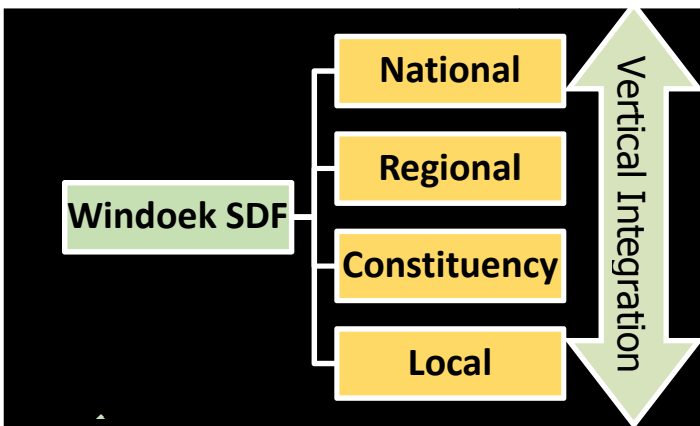 National
Regional
Windoek SDF
Constituency
Local
Vertical Integration